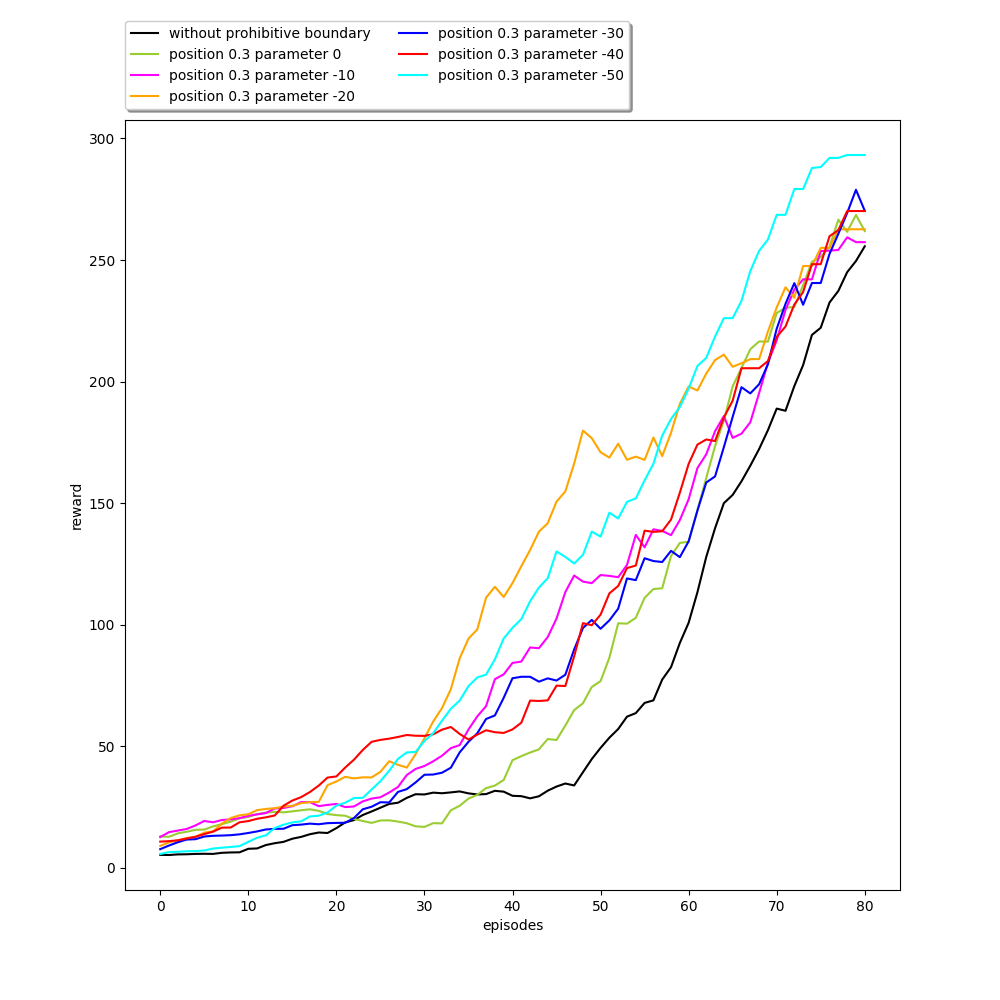 without prohibitive boundary
position 0.3 parameter 0
position 0.3 parameter -10
position 0.3 parameter -20
position 0.3 parameter -30
position 0.3 parameter -40
position 0.3 parameter -50
300
250
200
150
100
50
0
reward
0 10 20 30 40 50 60 70 80
episodes